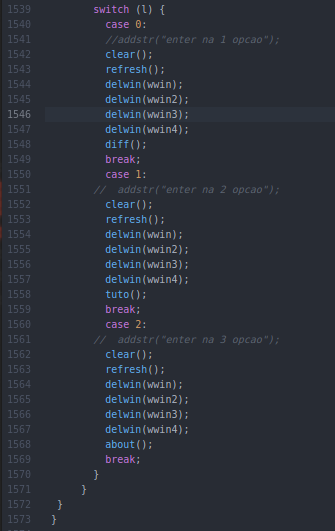 1539 switch (l) {
1540 case 0:
1541 //addstr("enter na 1 opcao");
1542 clear();
1543 refresh();
1544 delwin(wwin);
1545 delwin(wwin2);
1546 delwin(wwin3);
1547 delwin(wwin4);
1548 diff();
1549 break;
1550 case 1:
1551 // addstr("enter na 2 opcao");
1552 clear();
1553 refresh();
1554 delwin(wwin);
1555 delwin(wwin2);
1556 delwin(wwin3);
1557 delwin(wwin4);
1558 tuto();
1559 break;
1560 case 2:
1561 // addstr("enter na 3 opcao");
1562 clear();
1563 refresh();
1564 delwin(wwin);
1565 delwin(wwin2);
1566 delwin(wwin3);
1567 delwin(wwin4);
1568 about();
1569 break;
1570 }
1571 }
1572 }
1573 }